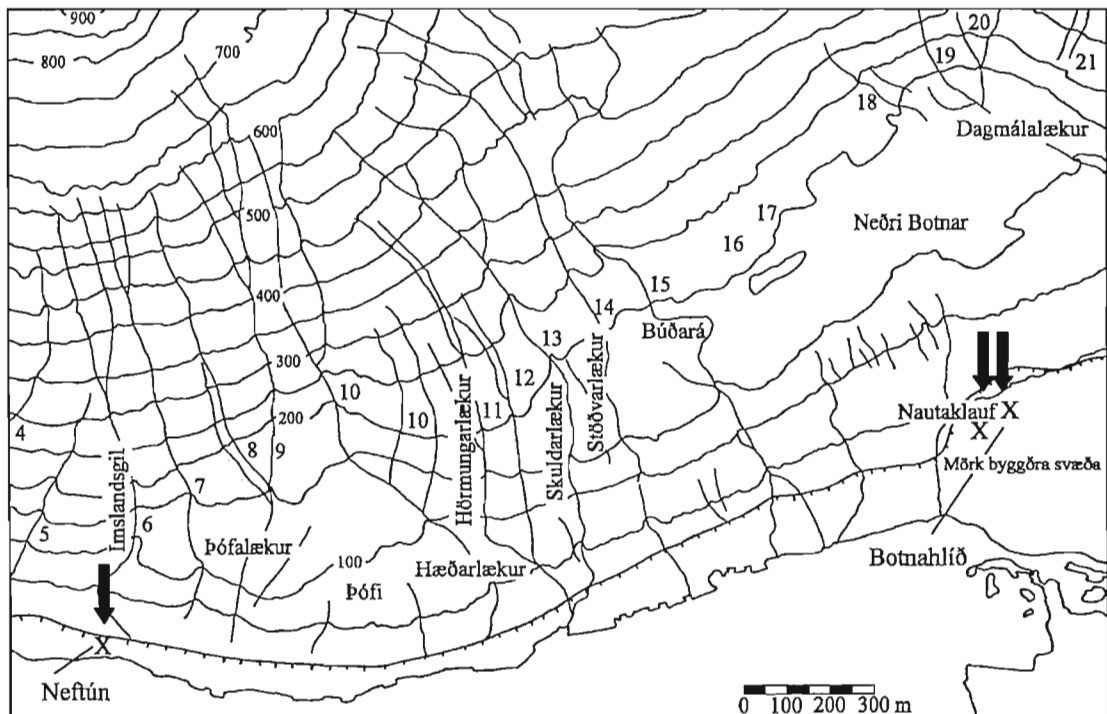 900
800
700
600
500
400
300
200
100
20
19
21
18
Dagmálalækur
17
16
Neðri Botnar
15
14
Búðará
13
12
11
10
10
9
8
7
6
5
4
Nautaklauf X
X
Mörk byggðra svæða
Botnahlíð
Ímslandsgil
Þófalækur
Þófi
Hæðarlækur
Hörmungarlækur
Skuldarlækur
Stöðvarlækur
X
Neftún
0 100 200 300 m